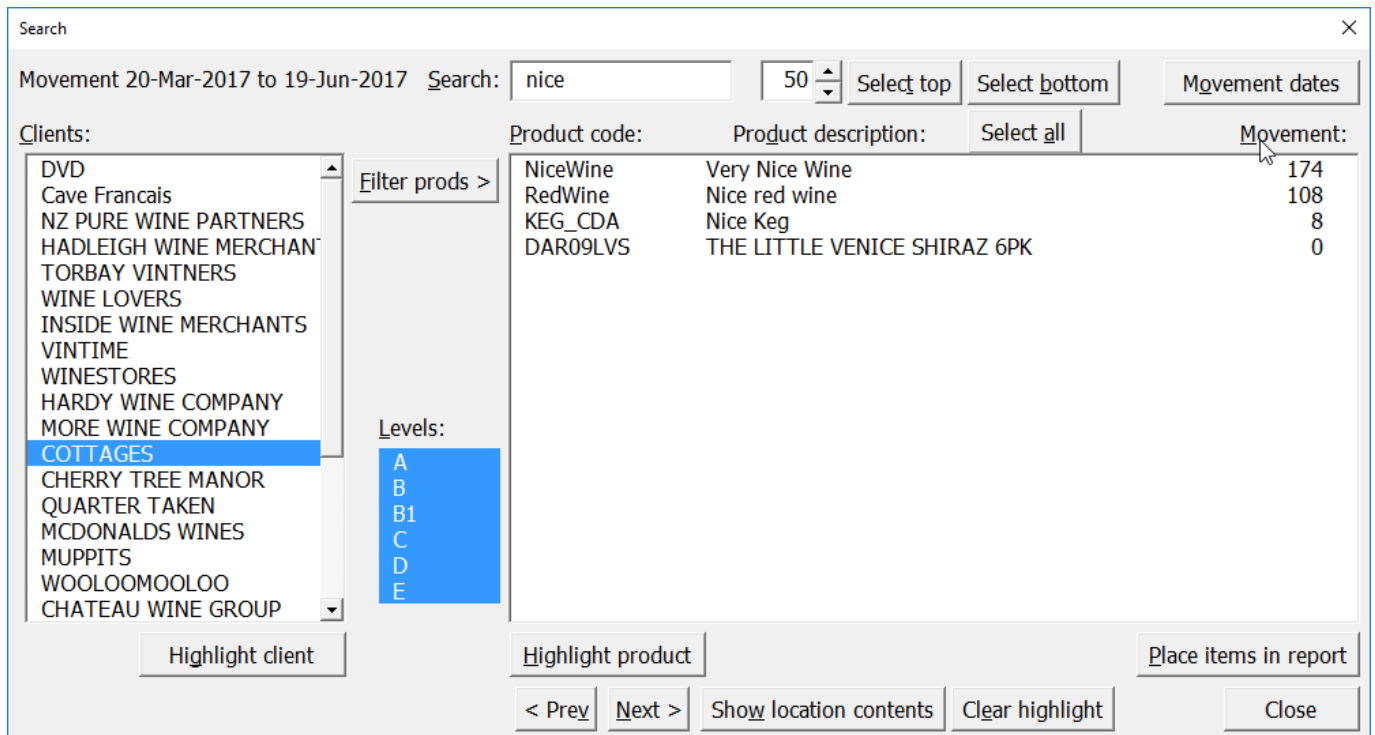 Search
Movement 20-Mar-2017 to 19-Jun-2017 Search: nice 50 Select top Select bottom Movement dates
Clients: Product code: Product description: Select all Movement:
DVD
Cave Francais
NZ PURE WINE PARTNERS
HADLEIGH WINE MERCHANT
TORBAY VINTNERS
WINE LOVERS
INSIDE WINE MERCHANTS
VINTIME
WINESTORES
HARDY WINE COMPANY
MORE WINE COMPANY
COTTAGES
CHERRY TREE MANOR
QUARTER TAKEN
MCDONALDS WINES
MUPPITS
WOOLOOMOOLOO
CHATEAU WINE GROUP
Filter prods >
Levels:
A
B
B1
C
D
E
NiceWine Very Nice Wine 174
RedWine Nice red wine 108
KEG_CDA Nice Keg 8
DAR09LVS THE LITTLE VENICE SHIRAZ 6PK 0
Highlight client Highlight product Place items in report
< Prev Next > Show location contents Clear highlight Close